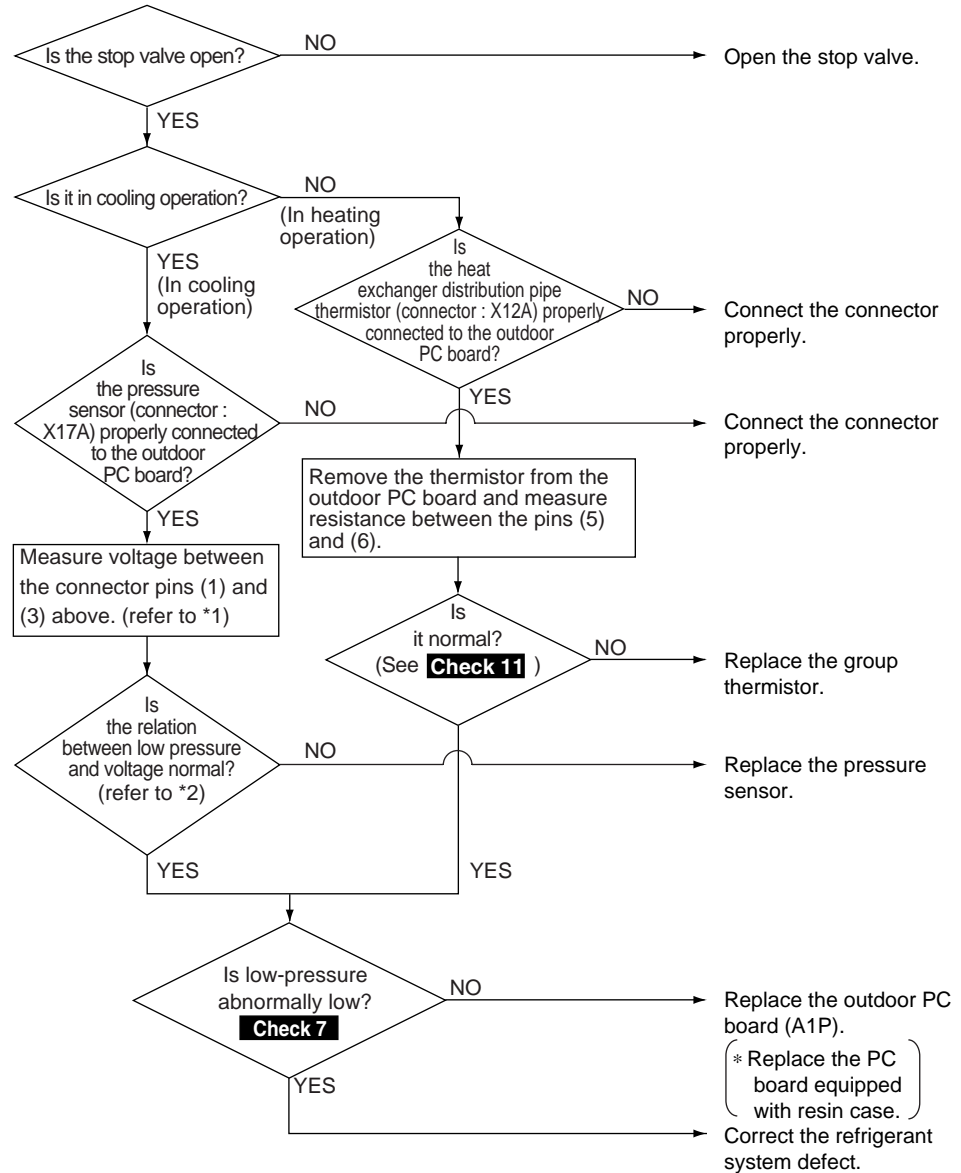 Is the stop valve open?
NO
Open the stop valve.
YES
Is it in cooling operation?
NO
(In heating
operation)
YES
(In cooling
operation)
Is
the heat
exchanger distribution pipe
thermistor (connector : X12A) properly
connected to the outdoor
PC board?
NO
Connect the connector
properly.
YES
Is
the pressure
sensor (connector :
X17A) properly connected
to the outdoor
PC board?
NO
Connect the connector
properly.
YES
Remove the thermistor from the
outdoor PC board and measure
resistance between the pins (5)
and (6).
Measure voltage between
the connector pins (1) and
(3) above. (refer to *1)
Is
it normal?
(See Check 11 )
NO
Replace the group
thermistor.
Is
the relation
between low pressure
and voltage normal?
(refer to *2)
NO
Replace the pressure
sensor.
YES
YES
Is low-pressure
abnormally low?
Check 7
NO
Replace the outdoor PC
board (A1P).
* Replace the PC
board equipped
with resin case.
YES
Correct the refrigerant
system defect.